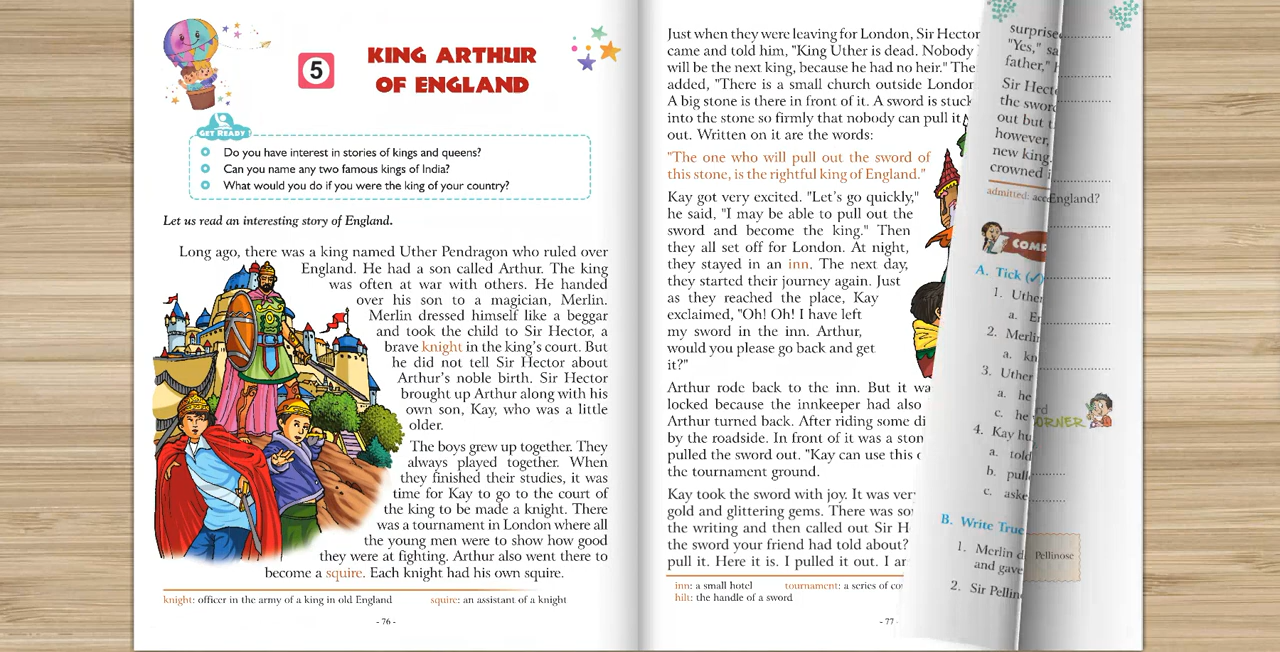 5
KING ARTHUR
OF ENGLAND
GET READY
Do you have interest in stories of kings and queens?
Can you name any two famous kings of India?
What would you do if you were the king of your country?
Let us read an interesting story of England.
Long ago, there was a king named Uther Pendragon who ruled over
England. He had a son called Arthur. The king
was often at war with others. He handed
over his son to a magician, Merlin.
Merlin dressed himself like a beggar
and took the child to Sir Hector, a
brave knight in the king's court. But
he did not tell Sir Hector about
Arthur's noble birth. Sir Hector
brought up Arthur along with his
own son, Kay, who was a little
older.
The boys grew up together. They
always played together. When
they finished their studies, it was
time for Kay to go to the court of
the king to be made a knight. There
was a tournament in London where all
the young men were to show how good
they were at fighting. Arthur also went there to
become a squire. Each knight had his own squire.
knight: officer in the army of a king in old England
squire: an assistant of a knight
- 76 -
Just when they were leaving for London, Sir Hector
came and told him, "King Uther is dead. Nobody
will be the next king, because he had no heir." The
added, "There is a small church outside London
A big stone is there in front of it. A sword is stuck
into the stone so firmly that nobody can pull it
out. Written on it are the words:
"The one who will pull out the sword of
this stone, is the rightful king of England."
Kay got very excited. "Let's go quickly,"
he said, "I may be able to pull out the
sword and become the king." Then
they all set off for London. At night,
they stayed in an inn. The next day,
they started their journey again. Just
as they reached the place, Kay
exclaimed, "Oh! Oh! I have left
my sword in the inn. Arthur,
would you please go back and get
it?"
Arthur rode back to the inn. But it wa
locked because the innkeeper had also
Arthur turned back. After riding some di
by the roadside. In front of it was a ston
pulled the sword out. "Kay can use this
the tournament ground.
Kay took the sword with joy. It was ver
gold and glittering gems. There was so
the writing and then called out Sir H
the sword your friend had told about?
pull it. Here it is. I pulled it out. I a
inn: a small hotel
tournament: a series of co
hilt: the handle of a sword
- 77 -
surprise
"Yes," sa
father,"
Sir Hect
the sword
out but
however,
new king.
crowned
admitted: acc
England?
COMP
A. Tick (✓)
1. Uther
a. En
2. Merlin
a. kn
3. Uther
a. he
c. he
4. Kay hu
a. told
b. pull
c. aske
B. Write True
1. Merlin d
and gave
2. Sir Pellin
rd
ORNER
Pellinose